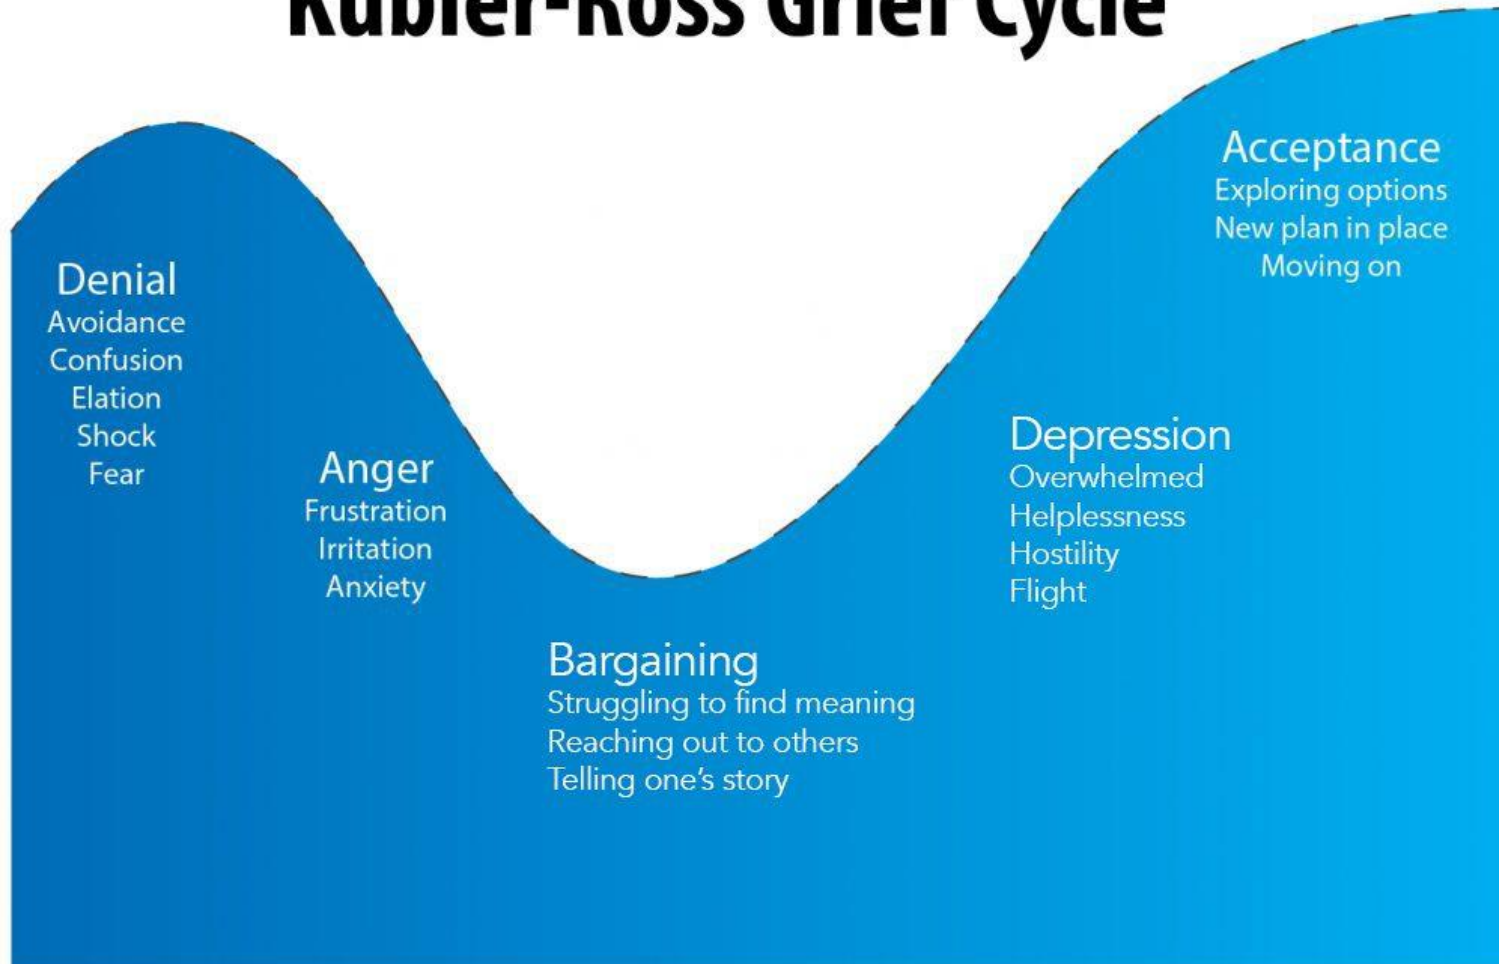 Kubler-Ross Grief Cycle
Denial
Avoidance
Confusion
Elation
Shock
Fear
Anger
Frustration
Irritation
Anxiety
Bargaining
Struggling to find meaning
Reaching out to others
Telling one's story
Depression
Overwhelmed
Helplessness
Hostility
Flight
Acceptance
Exploring options
New plan in place
Moving on